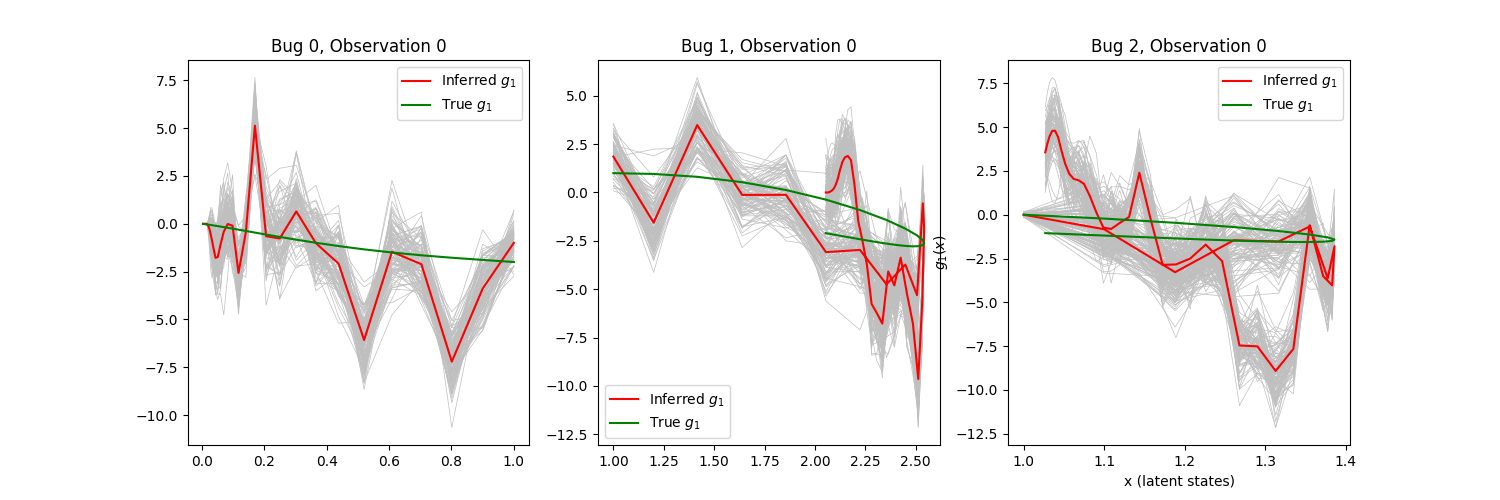 Bug 0, Observation 0
7.5
5.0
2.5
0.0
−2.5
−5.0
−7.5
−10.0
0.0 0.2 0.4 0.6 0.8 1.0
Inferred g₁
True g₁
Bug 1, Observation 0
5.0
2.5
0.0
−2.5
−5.0
−7.5
−10.0
−12.5
1.00 1.25 1.50 1.75 2.00 2.25 2.50
Inferred g₁
True g₁
Bug 2, Observation 0
g₁(x)
7.5
5.0
2.5
0.0
−2.5
−5.0
−7.5
−10.0
−12.5
1.0 1.1 1.2 1.3 1.4
x (latent states)
Inferred g₁
True g₁